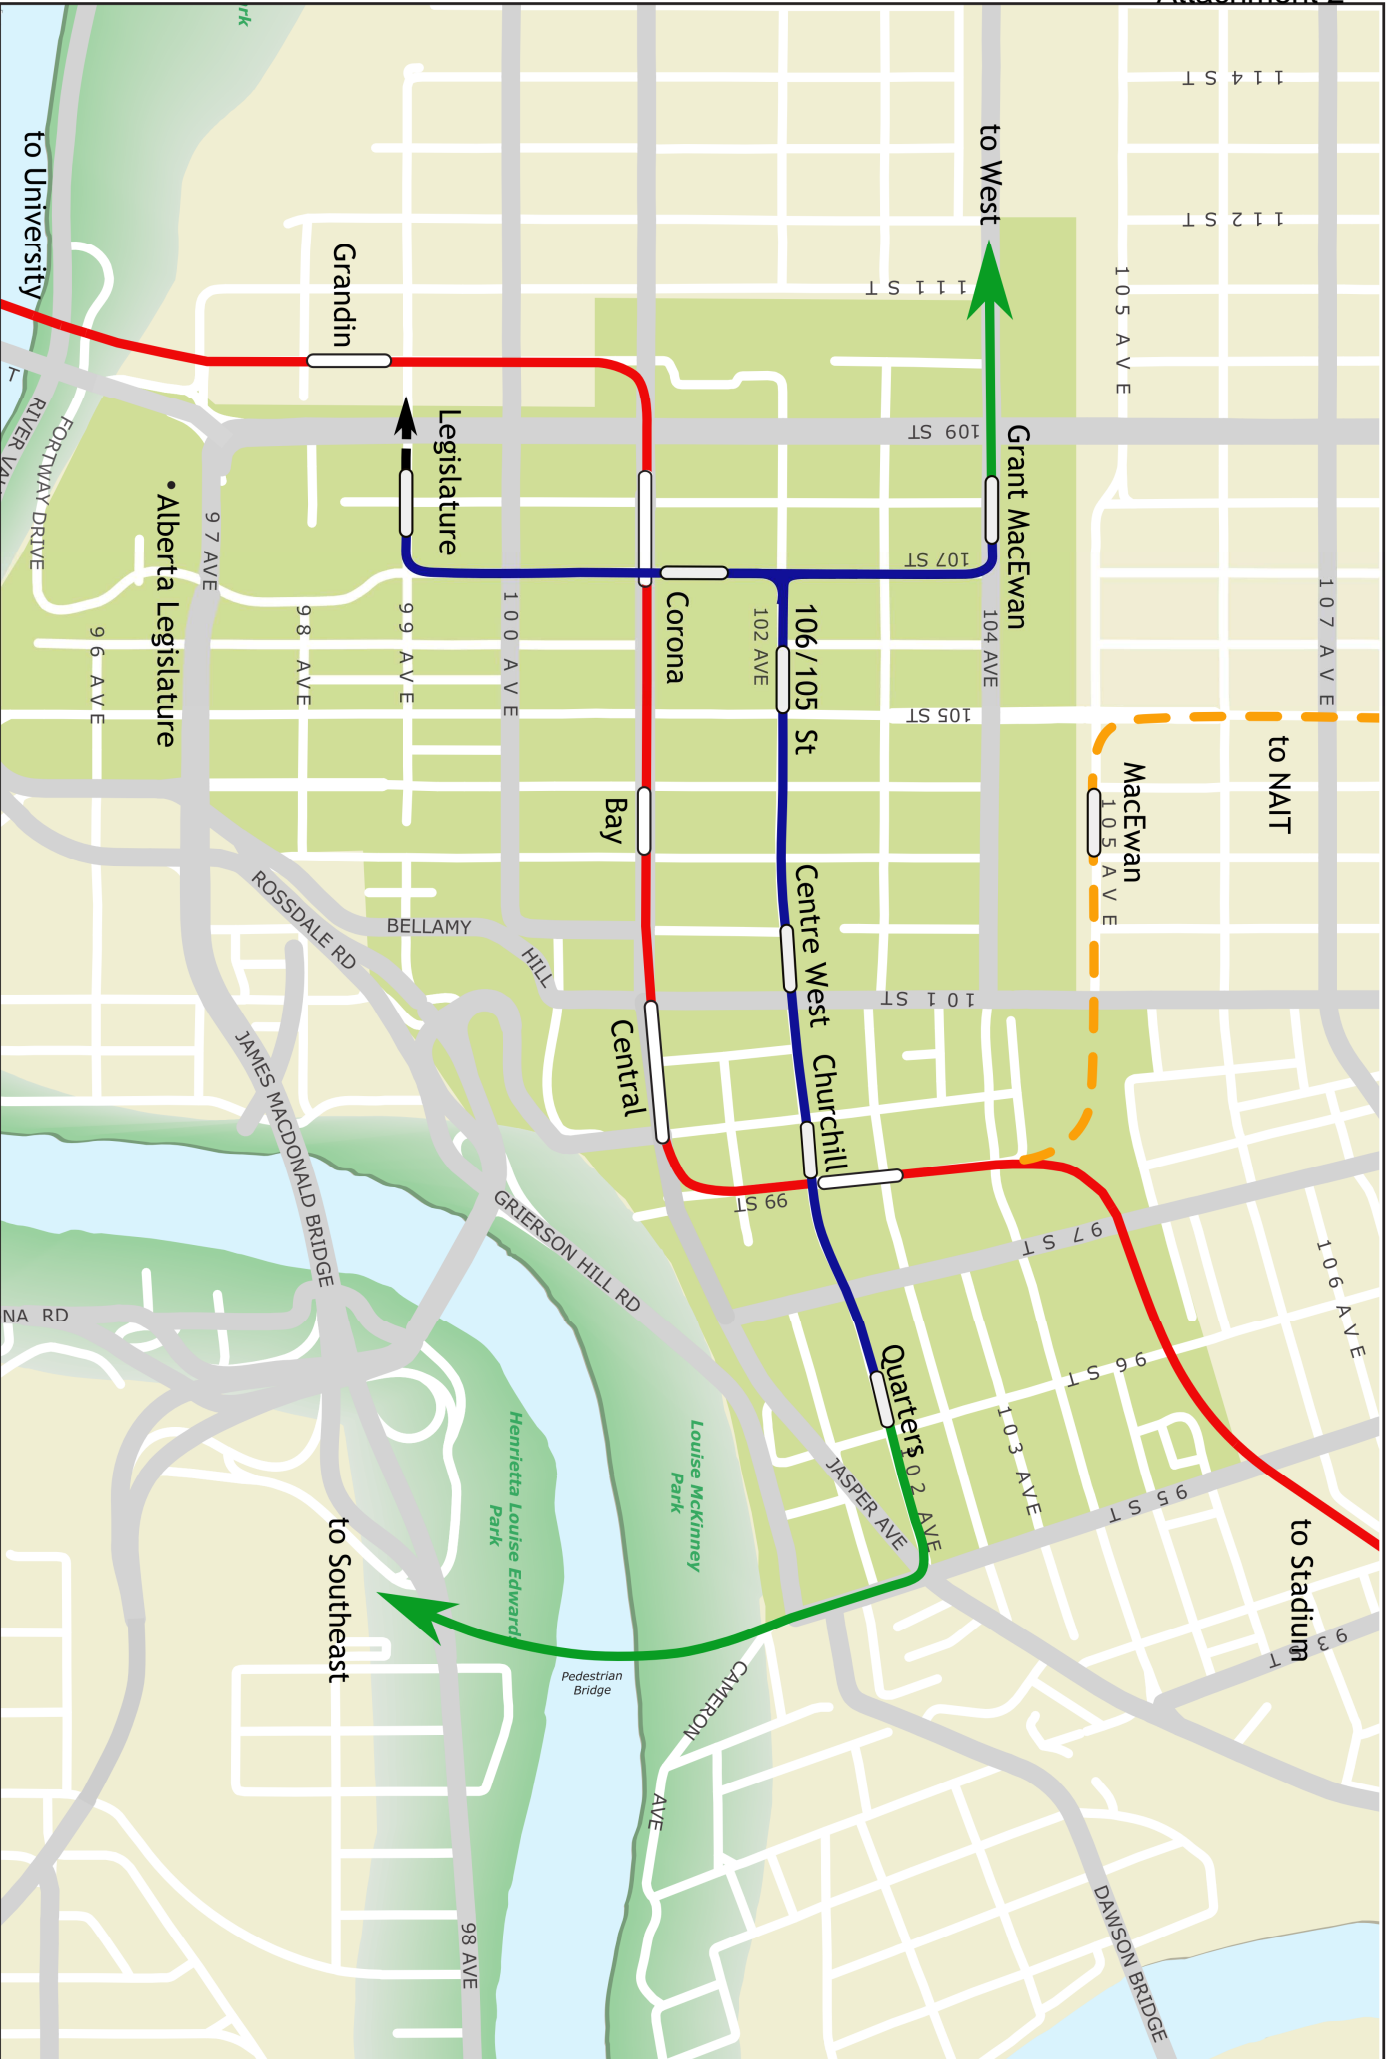 to University
Grandin
Legislature
Alberta Legislature
to West
Grant MacEwan
Corona
106/105 St
Bay
Centre West
Central
Churchill
Quarters
MacEwan
to NAIT
to Stadium
to Southeast
114 ST
112 ST
111 ST
109 ST
107 ST
105 ST
101 ST
99 ST
97 ST
96 ST
95 ST
105 AVE
105 AVE
107 AVE
106 AVE
104 AVE
103 AVE
102 AVE
102 AVE
100 AVE
99 AVE
98 AVE
97 AVE
96 AVE
98 AVE
FORTWAY DRIVE
ROSSDALE RD
BELLAMY
HILL
JAMES MACDONALD BRIDGE
GRIERSON HILL RD
JASPER AVE
CAMERON
AVE
DAWSON BRIDGE
NA RD
Louise McKinney
Park
Henrietta Louise Edwards
Park
Pedestrian
Bridge